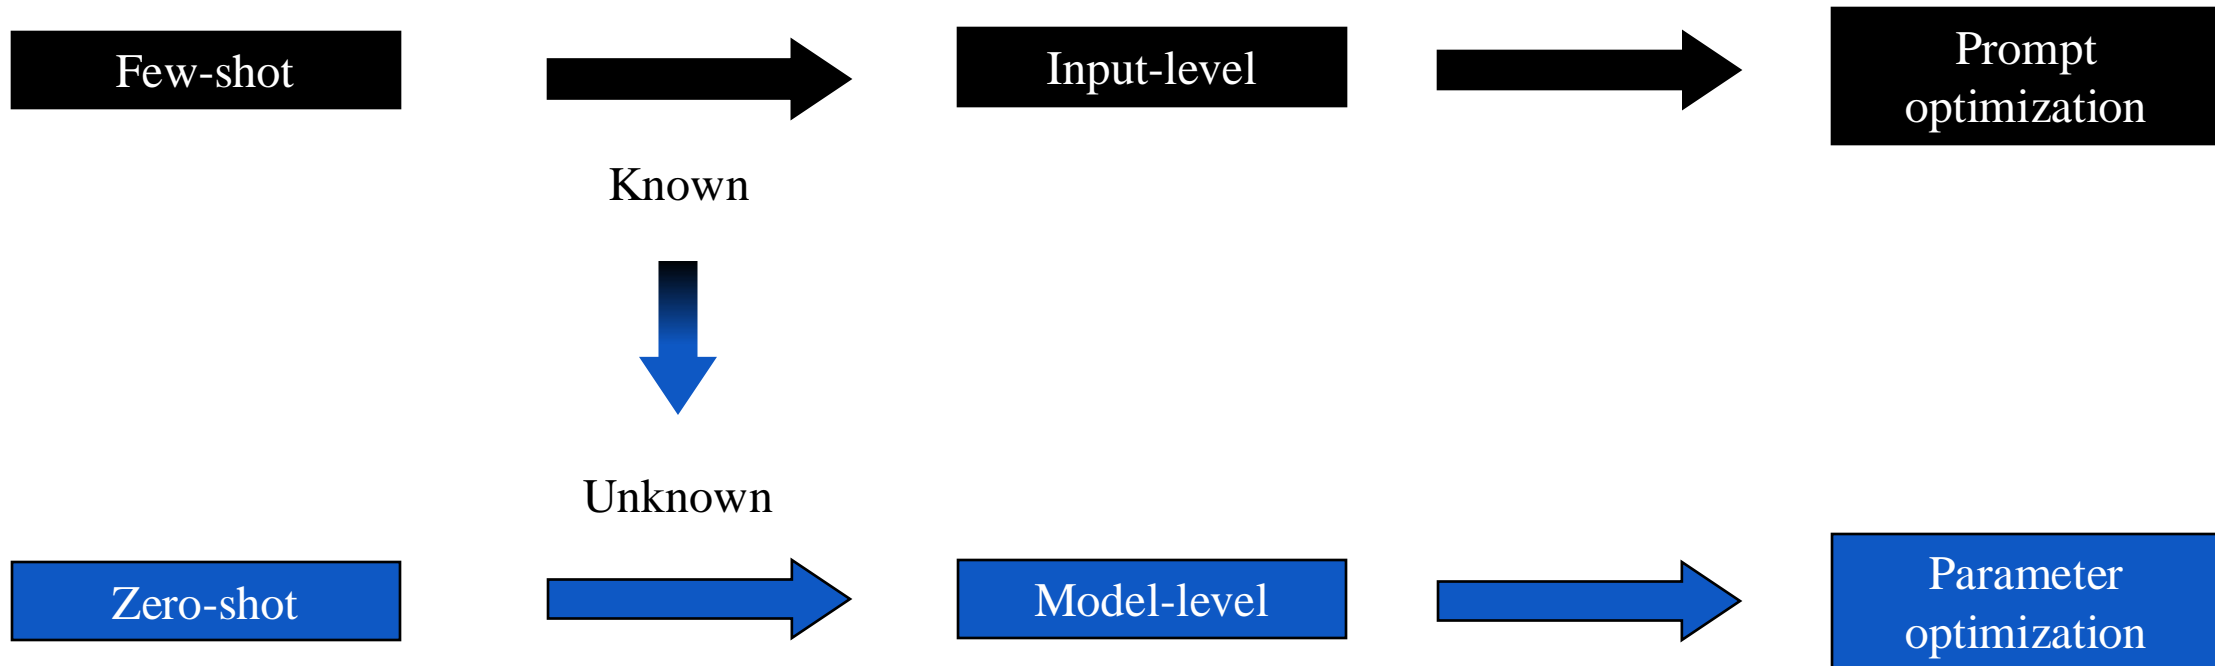 Few-shot
Input-level
Prompt
optimization
Known
Unknown
Zero-shot
Model-level
Parameter
optimization